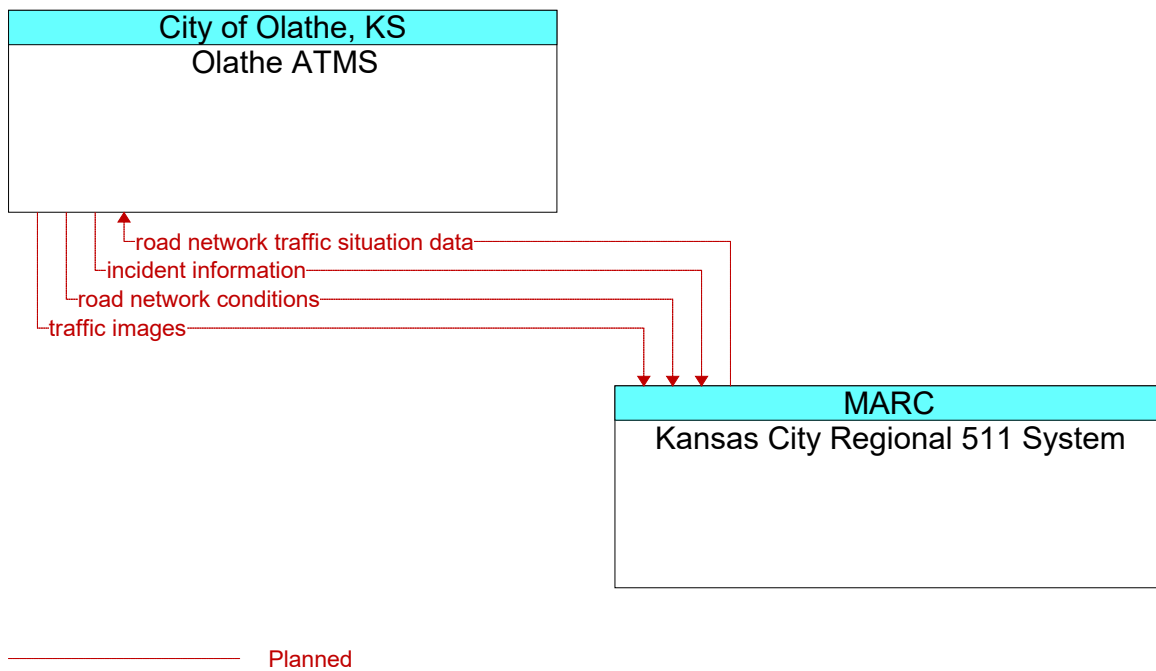 City of Olathe, KS
Olathe ATMS
road network traffic situation data
incident information
road network conditions
traffic images
MARC
Kansas City Regional 511 System
Planned